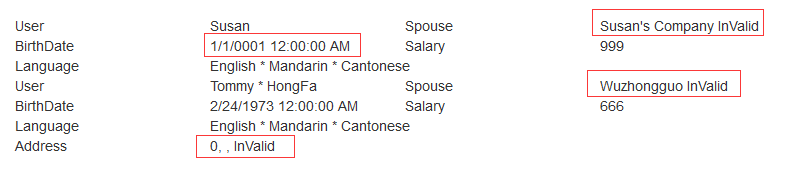 User Susan Spouse Susan's Company InValid
BirthDate 1/1/0001 12:00:00 AM Salary 999
Language English * Mandarin * Cantonese
User Tommy * HongFa Spouse Wuzhongguo InValid
BirthDate 2/24/1973 12:00:00 AM Salary 666
Language English * Mandarin * Cantonese
Address 0, , InValid